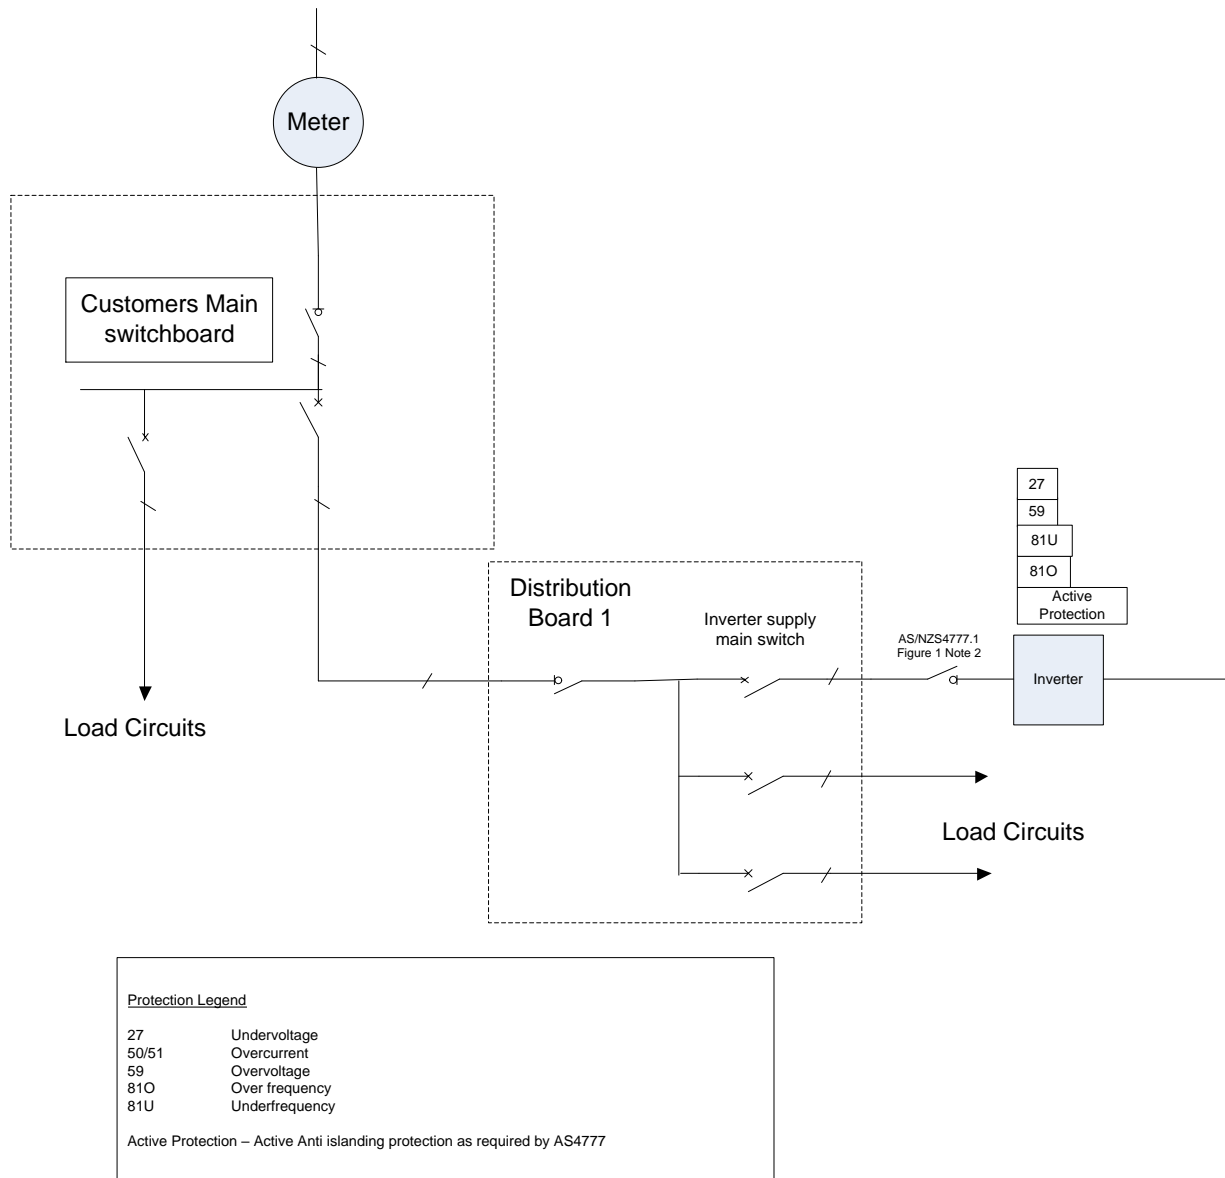 Meter
Customers Main
switchboard
27
59
81U
81O
Active
Protection
Distribution
Board 1
Inverter supply
main switch
AS/NZS4777.1
Figure 1 Note 2
Inverter
Load Circuits
Load Circuits
Protection Legend
27 Undervoltage
50/51 Overcurrent
59 Overvoltage
81O Over frequency
81U Underfrequency
Active Protection – Active Anti islanding protection as required by AS4777